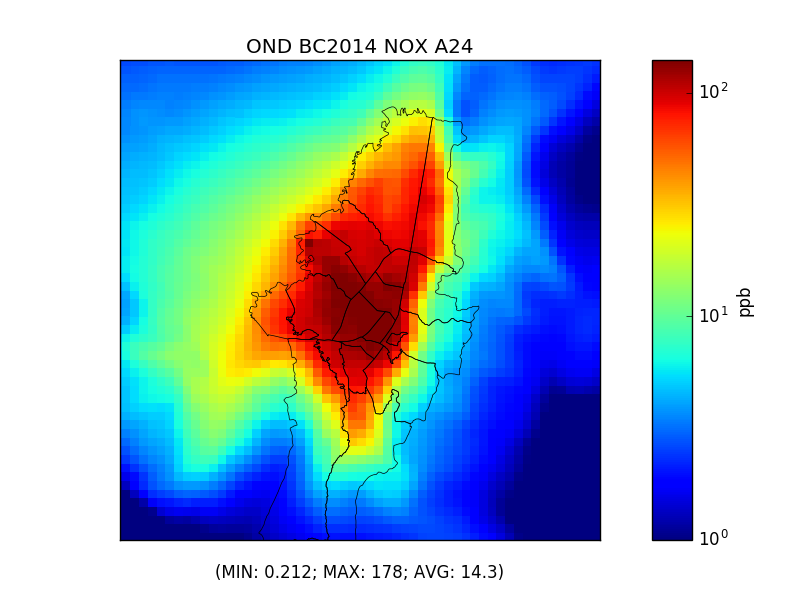 OND BC2014 NOX A24
10²
10¹
10⁰
ppb
(MIN: 0.212; MAX: 178; AVG: 14.3)